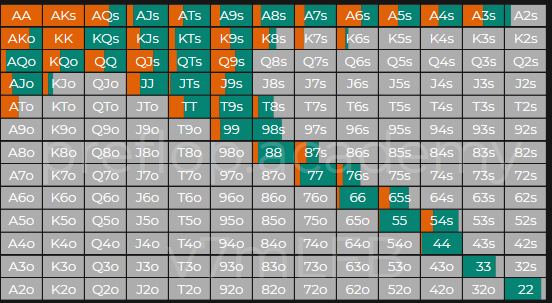 AA AKs AQs AJs ATs A9s A8s A7s A6s A5s A4s A3s A2s
AKo KK KQs KJs KTs K9s K8s K7s K6s K5s K4s K3s K2s
AQo KQo QQ QJs QTs Q9s Q8s Q7s Q6s Q5s Q4s Q3s Q2s
AJo KJo QJo JJ JTs J9s J8s J7s J6s J5s J4s J3s J2s
ATo KTo QTo JTo TT T9s T8s T7s T6s T5s T4s T3s T2s
A9o K9o Q9o J9o T9o 99 98s 97s 96s 95s 94s 93s 92s
A8o K8o Q8o J8o T8o 98o 88 87s 86s 85s 84s 83s 82s
A7o K7o Q7o J7o T7o 97o 87o 77 76s 75s 74s 73s 72s
A6o K6o Q6o J6o T6o 96o 86o 76o 66 65s 64s 63s 62s
A5o K5o Q5o J5o T5o 95o 85o 75o 65o 55 54s 53s 52s
A4o K4o Q4o J4o T4o 94o 84o 74o 64o 54o 44 43s 42s
A3o K3o Q3o J3o T3o 93o 83o 73o 63o 53o 43o 33 32s
A2o K2o Q2o J2o T2o 92o 82o 72o 62o 52o 42o 32o 22